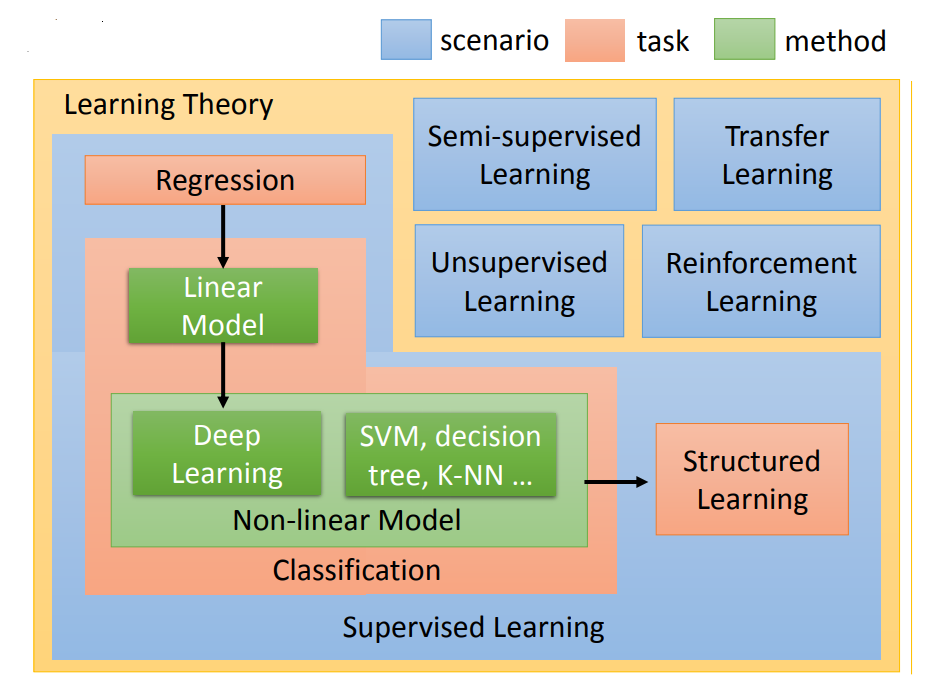 scenario
task
method
Learning Theory
Regression
Linear
Model
Deep
Learning
SVM, decision
tree, K-NN …
Non-linear Model
Classification
Supervised Learning
Semi-supervised
Learning
Transfer
Learning
Unsupervised
Learning
Reinforcement
Learning
Structured
Learning